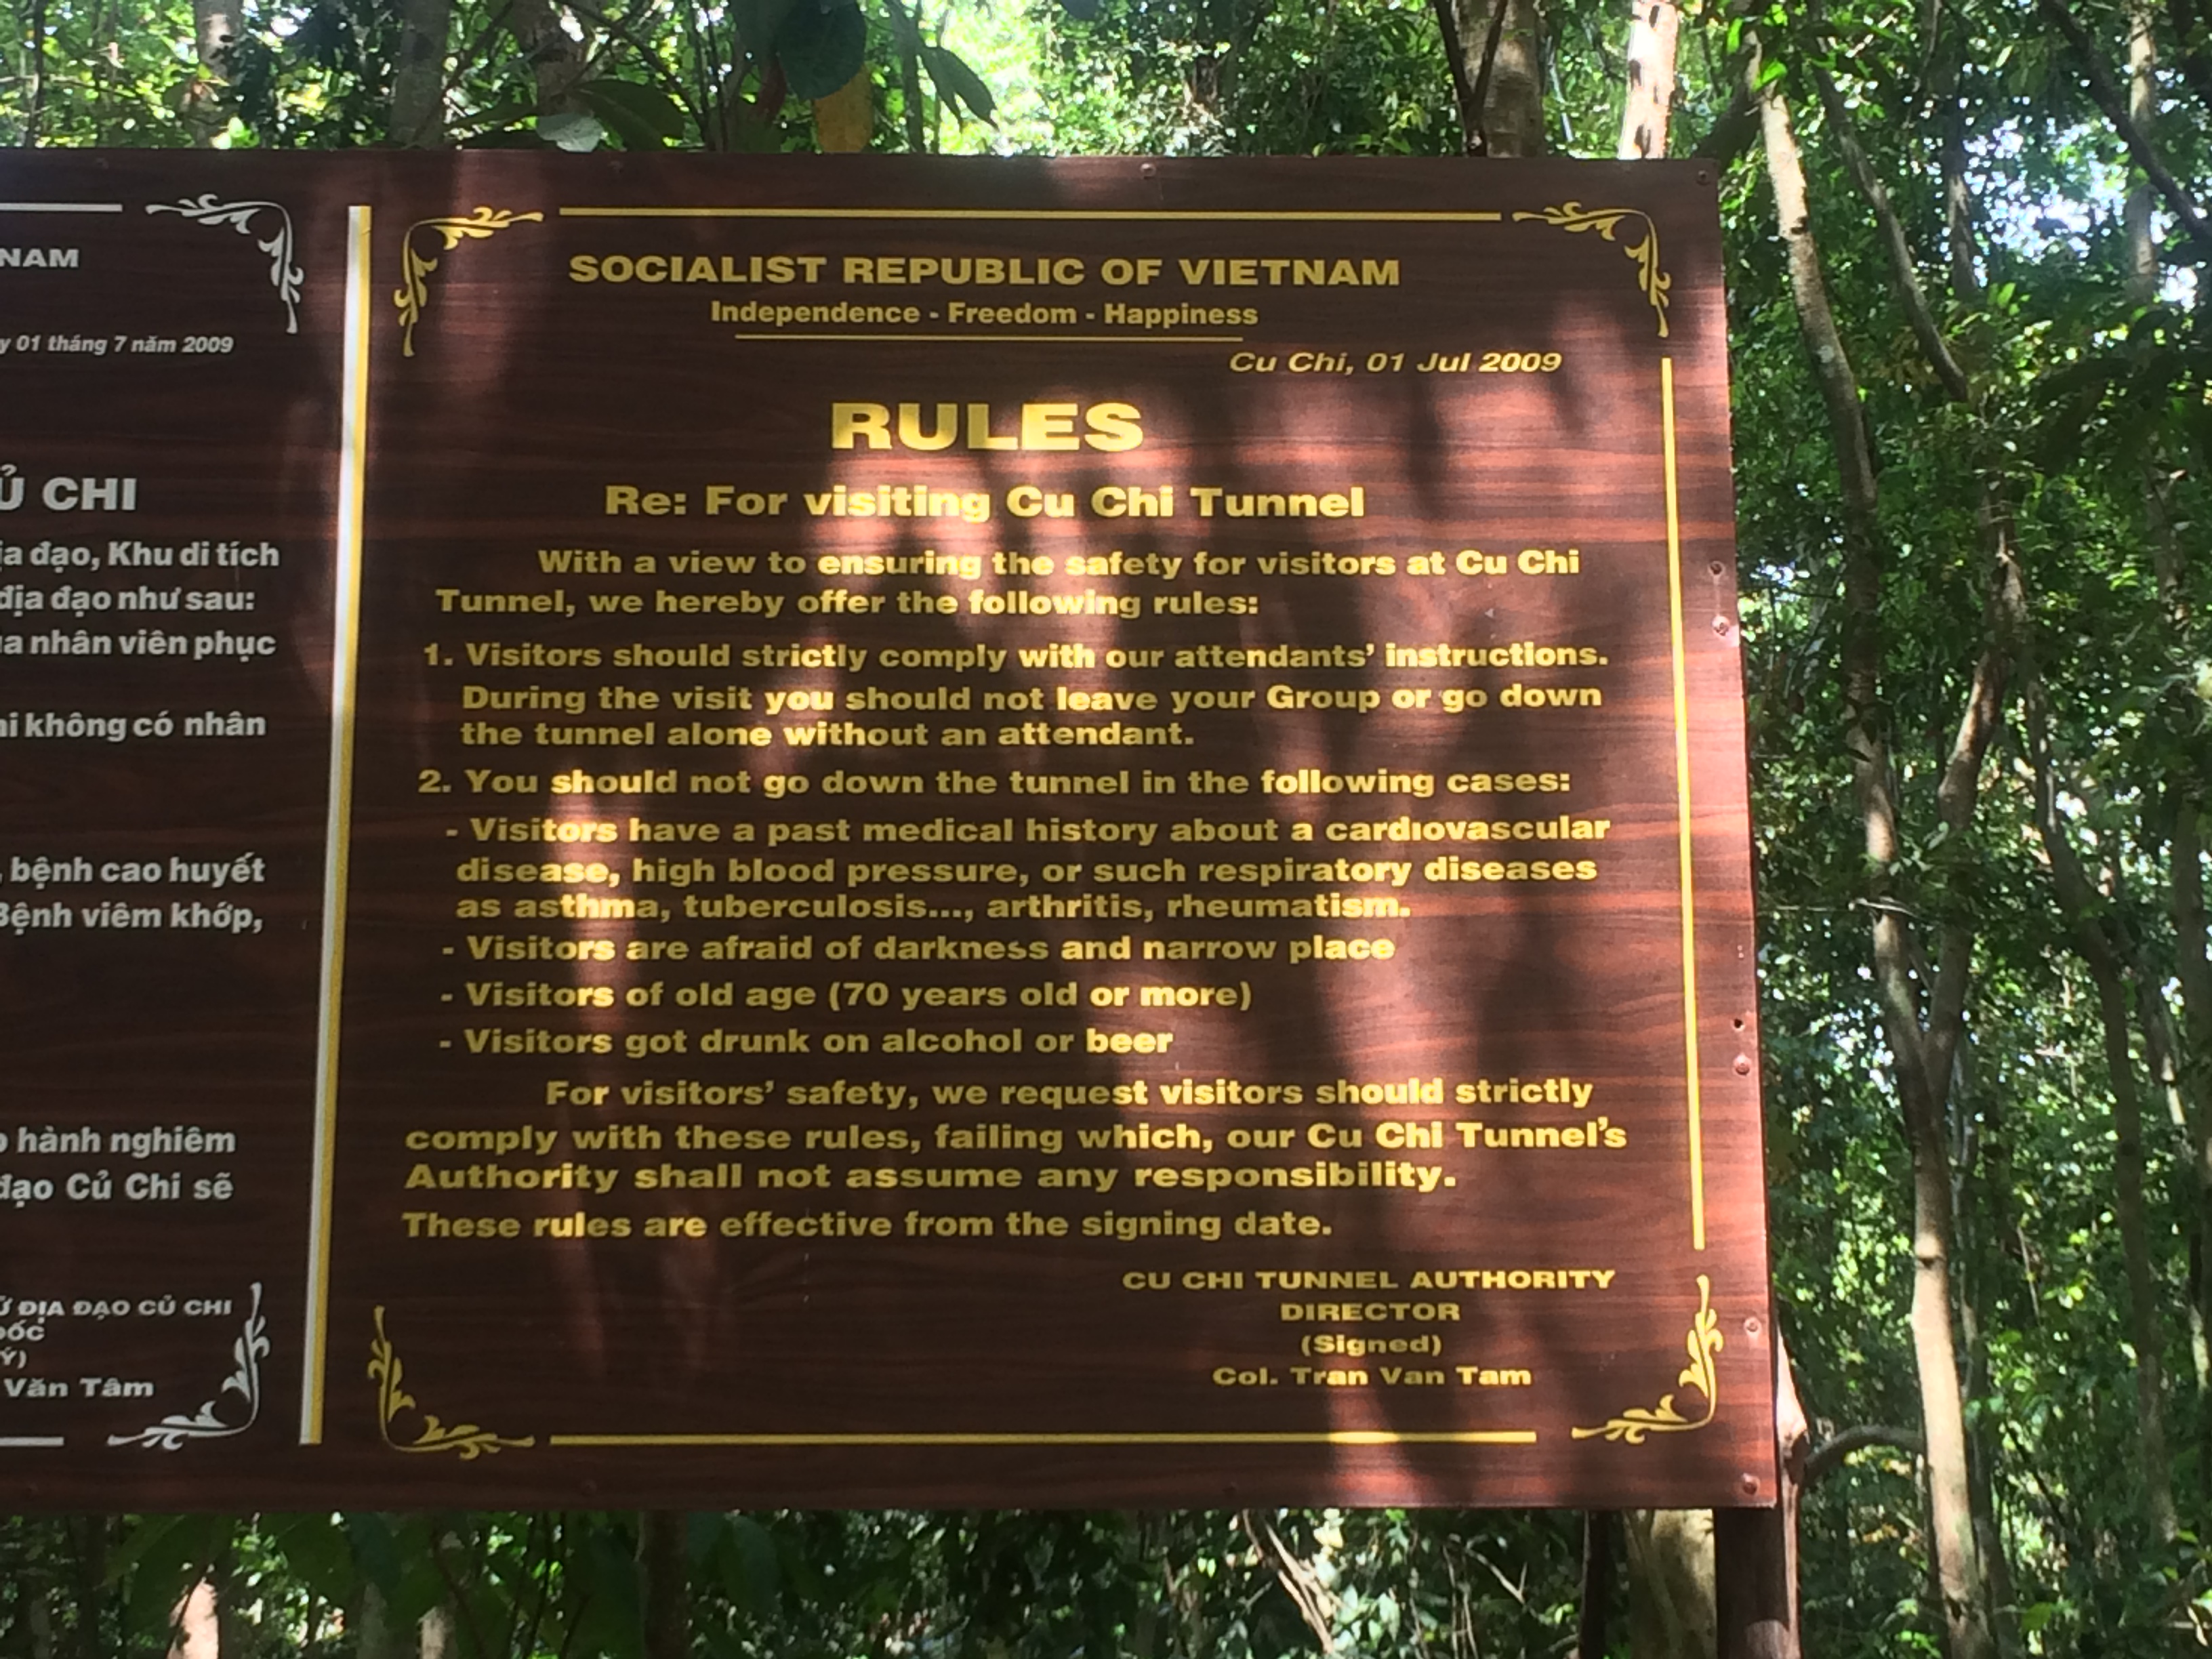 NAM
01 tháng 7 năm 2009
CHI
đạo, Khu di tích
địa đạo như sau:
nhân viên phục
không có nhân
bệnh cao huyết
Bệnh viêm khớp,
hành nghiêm
đạo Củ Chi sẽ
ĐỊA ĐẠO CỦ CHI
Văn Tâm
SOCIALIST REPUBLIC OF VIETNAM
Independence - Freedom - Happiness
Cu Chi, 01 Jul 2009
RULES
Re: For visiting Cu Chi Tunnel
With a view to ensuring the safety for visitors at Cu Chi
Tunnel, we hereby offer the following rules:
1. Visitors should strictly comply with our attendants' instructions.
During the visit you should not leave your Group or go down
the tunnel alone without an attendant.
2. You should not go down the tunnel in the following cases:
- Visitors have a past medical history about a cardiovascular
disease, high blood pressure, or such respiratory diseases
as asthma, tuberculosis..., arthritis, rheumatism.
- Visitors are afraid of darkness and narrow place
- Visitors of old age (70 years old or more)
- Visitors got drunk on alcohol or beer
For visitors' safety, we request visitors should strictly
comply with these rules, failing which, our Cu Chi Tunnel's
Authority shall not assume any responsibility.
These rules are effective from the signing date.
CU CHI TUNNEL AUTHORITY
DIRECTOR
(Signed)
Col. Tran Van Tam